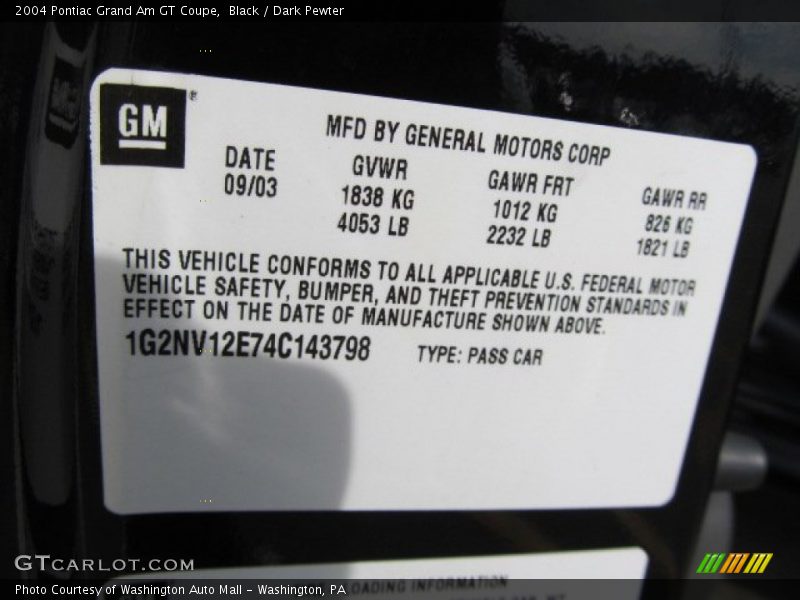 2004 Pontiac Grand Am GT Coupe, Black / Dark Pewter
GM
MFD BY GENERAL MOTORS CORP
DATE GVWR GAWR FRT GAWR RR
09/03 1838 KG 1012 KG 826 KG
4053 LB 2232 LB 1821 LB
THIS VEHICLE CONFORMS TO ALL APPLICABLE U.S. FEDERAL MOTOR
VEHICLE SAFETY, BUMPER, AND THEFT PREVENTION STANDARDS IN
EFFECT ON THE DATE OF MANUFACTURE SHOWN ABOVE.
1G2NV12E74C143798 TYPE: PASS CAR
GTCARLOT.COM
LOADING INFORMATION
Photo Courtesy of Washington Auto Mall - Washington, PA